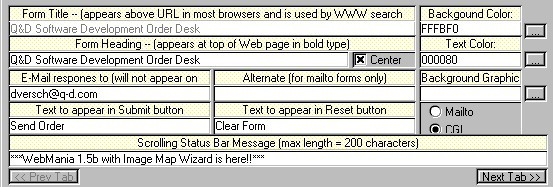 Form Title -- (appears above URL in most browsers and is used by WWW search
Q&D Software Development Order Desk
Form Heading -- (appears at top of Web page in bold type)
Q&D Software Development Order Desk
Center
E-Mail respones to (will not appear on
dversch@q-d.com
Alternate (for mailto forms only)
Text to appear in Submit button
Send Order
Text to appear in Reset button
Clear Form
Backgound Color:
FFFBF0
...
Text Color:
000080
...
Background Graphic
...
Mailto
CGI
Scrolling Status Bar Message (max length = 200 characters)
***WebMania 1.5b with Image Map Wizard is here!!***
<< Prev Tab
Next Tab >>